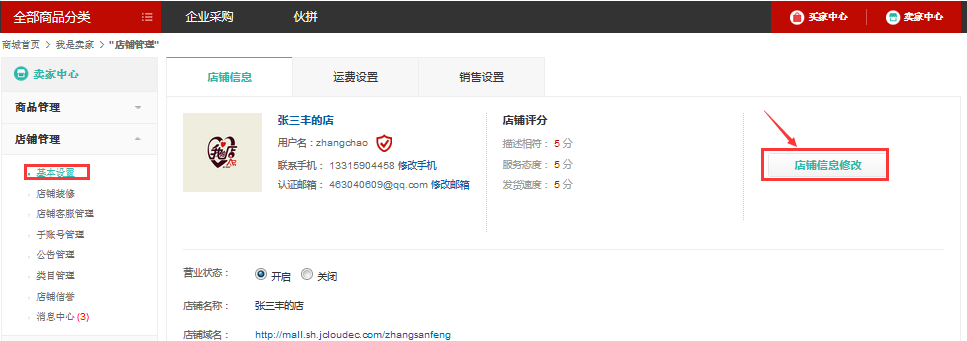 全部商品分类 企业采购 伙拼 买家中心 卖家中心
商城首页 > 我是卖家 > "店铺管理"
卖家中心
商品管理
店铺管理
基本设置
店铺装修
店铺客服管理
子账号管理
公告管理
类目管理
店铺信誉
消息中心 (3)
店铺信息 运费设置 销售设置
我店
张三丰的店
用户名：zhangchao
联系手机： 13315904458 修改手机
认证邮箱： 463040609@qq.com 修改邮箱
店铺评分
描述相符： 5 分
服务态度： 5 分
发货速度： 5 分
店铺信息修改
营业状态： 开启 关闭
店铺名称： 张三丰的店
店铺域名： http://mall.sh.jcloudec.com/zhangsanfeng